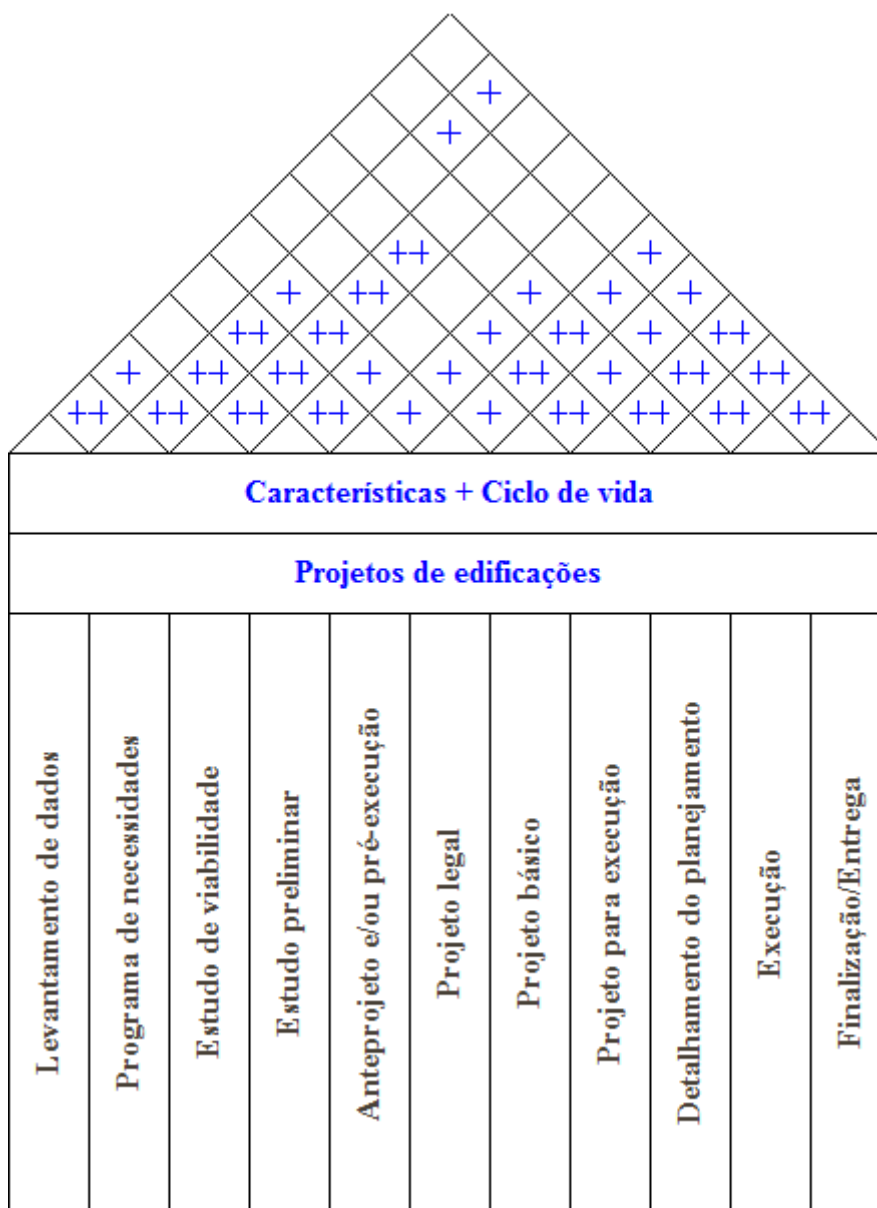 +
+
++ +
+ ++ + + +
++ ++ + ++ + ++
+ ++ ++ + + ++ + ++ ++
++ ++ ++ ++ + + ++ ++ ++ ++
Características + Ciclo de vida
Projetos de edificações
Levantamento de dados
Programa de necessidades
Estudo de viabilidade
Estudo preliminar
Anteprojeto e/ou pré-execução
Projeto legal
Projeto básico
Projeto para execução
Detalhamento do planejamento
Execução
Finalização/Entrega